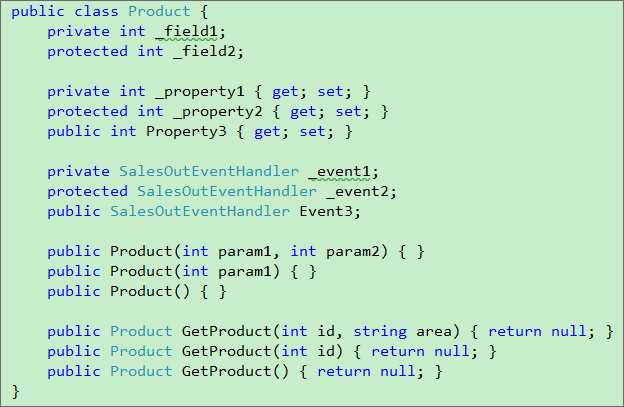 public class Product {
    private int _field1;
    protected int _field2;

    private int _property1 { get; set; }
    protected int _property2 { get; set; }
    public int Property3 { get; set; }

    private SalesOutEventHandler _event1;
    protected SalesOutEventHandler _event2;
    public SalesOutEventHandler Event3;

    public Product(int param1, int param2) { }
    public Product(int param1) { }
    public Product() { }

    public Product GetProduct(int id, string area) { return null; }
    public Product GetProduct(int id) { return null; }
    public Product GetProduct() { return null; }
}